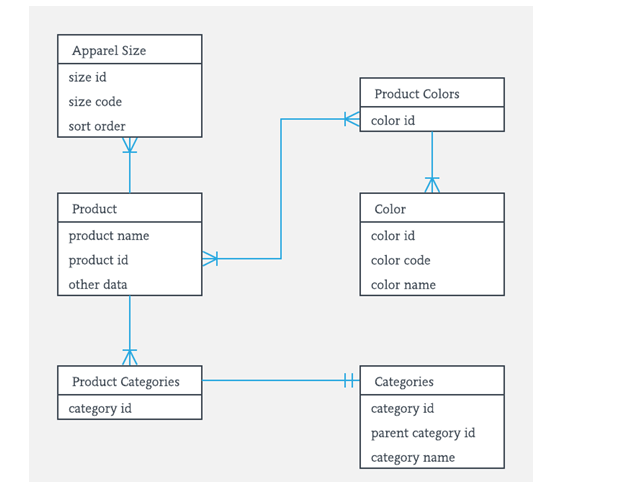 Apparel Size
size id
size code
sort order
Product Colors
color id
Product
product name
product id
other data
Color
color id
color code
color name
Product Categories
category id
Categories
category id
parent category id
category name